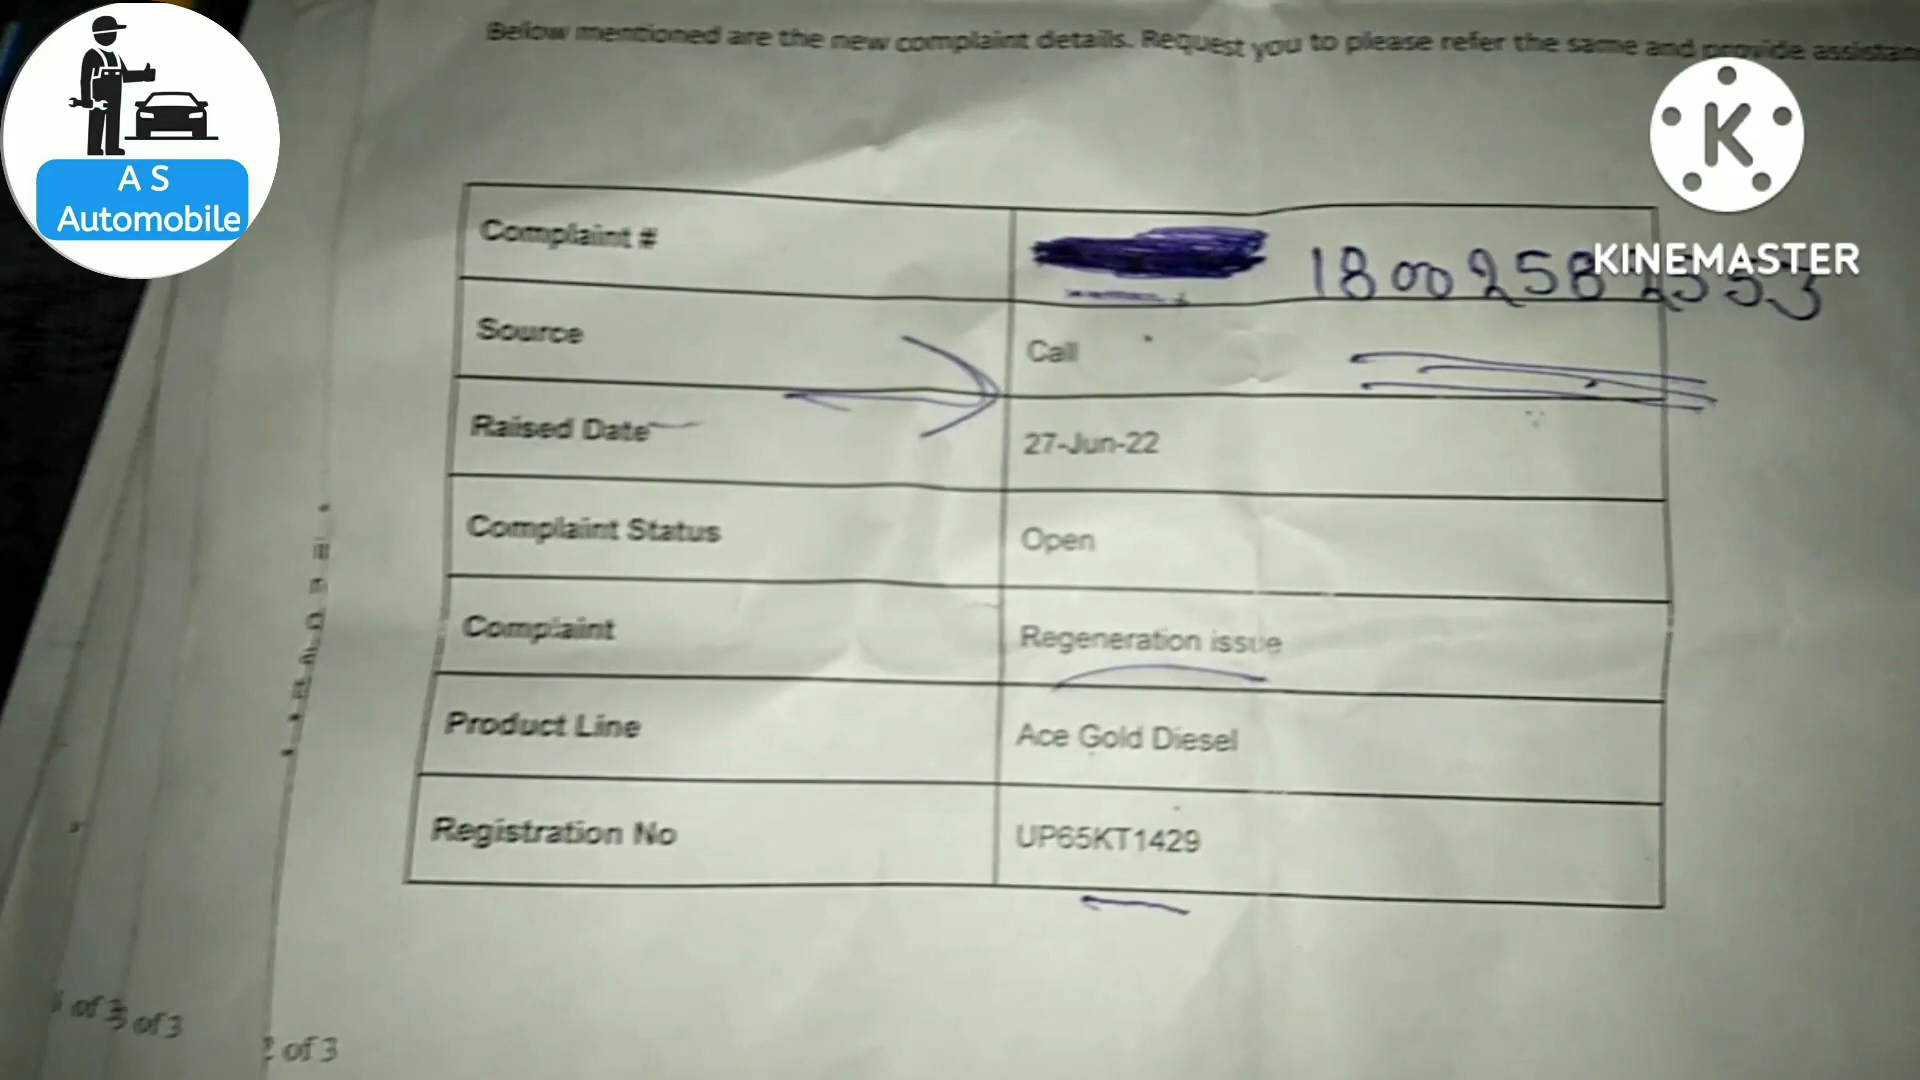 Below mentioned are the new complaint details. Request you to please refer the same and provide
A S
Automobile
K
KINEMASTER
Complaint #
1800258
Source
Call
Raised Date
27-Jun-22
Complaint Status
Open
Complaint
Regeneration issue
Product Line
Ace Gold Diesel
Registration No
UP65KT1429
of 3
of 3
2 of 3